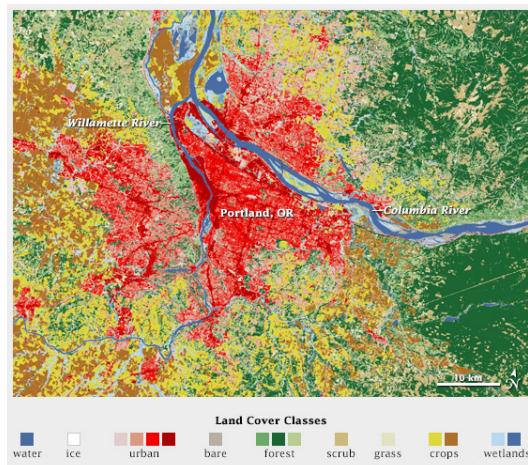 Willamette River
Portland, OR
Columbia River
10 km
N
Land Cover Classes
water ice urban bare forest scrub grass crops wetlands